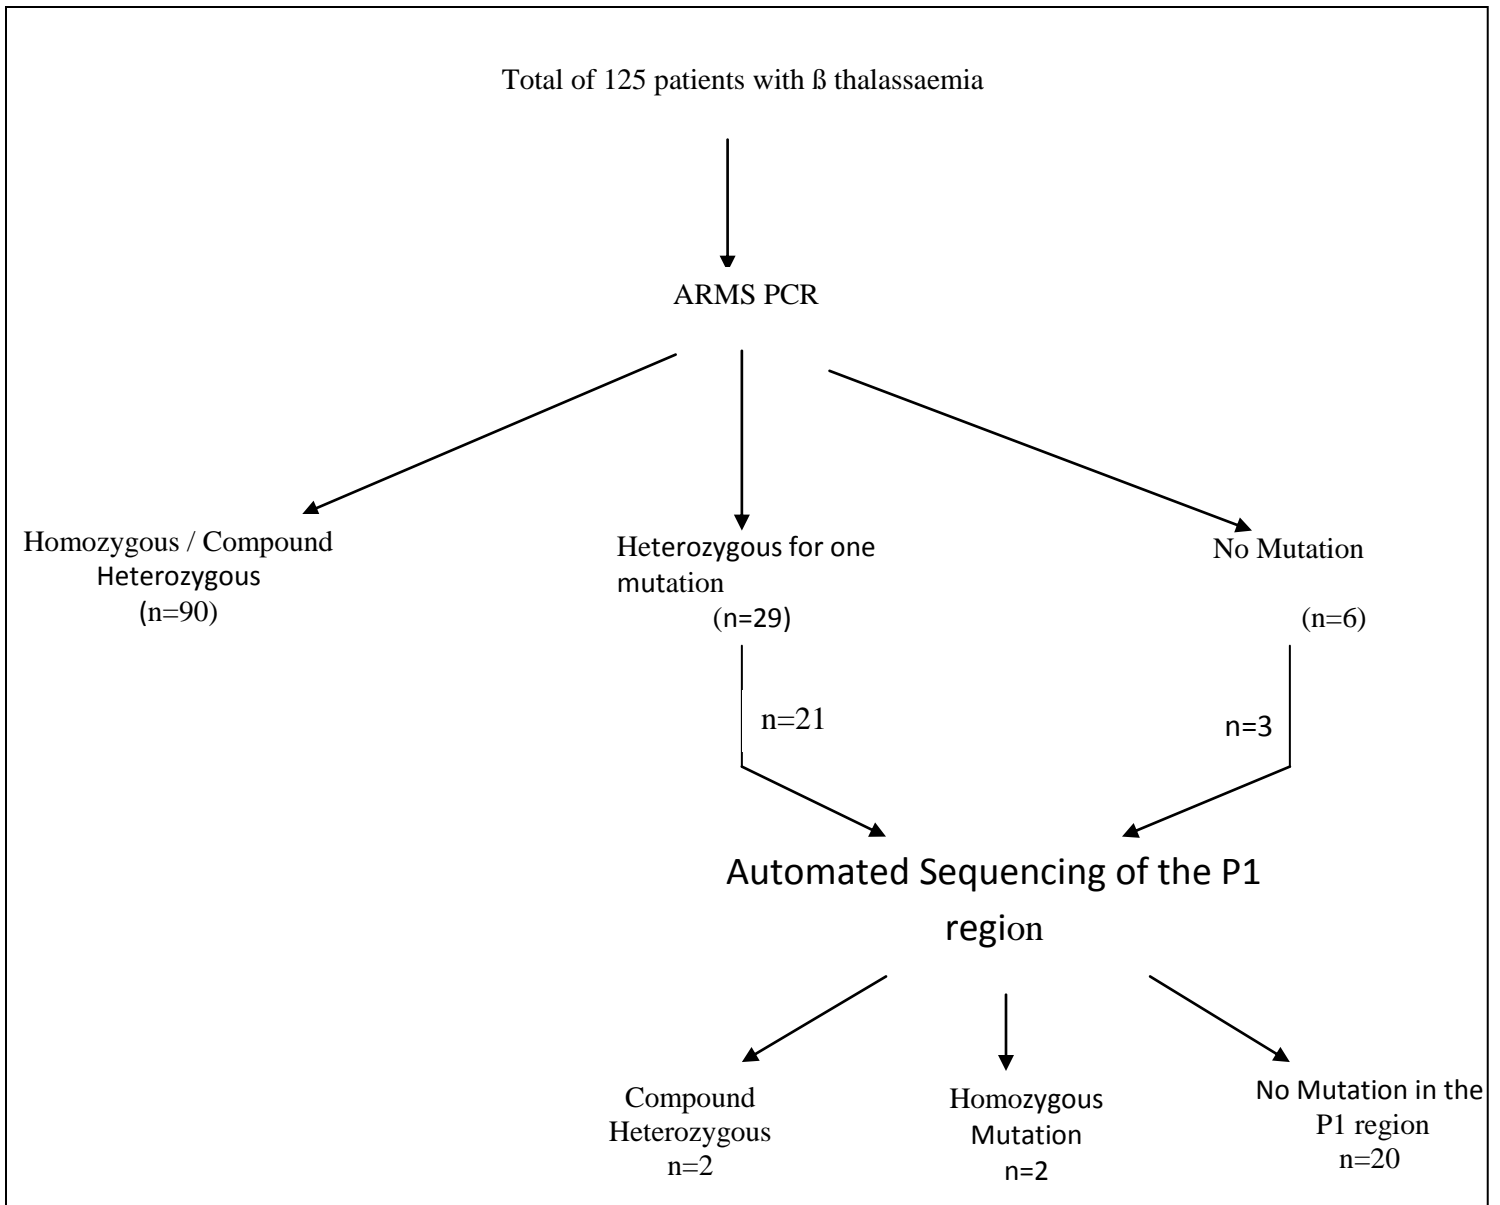 Total of 125 patients with ß thalassaemia
ARMS PCR
Homozygous / Compound
Heterozygous
(n=90)
Heterozygous for one
mutation
(n=29)
No Mutation
(n=6)
n=21
n=3
Automated Sequencing of the P1
region
Compound
Heterozygous
n=2
Homozygous
Mutation
n=2
No Mutation in the
P1 region
n=20